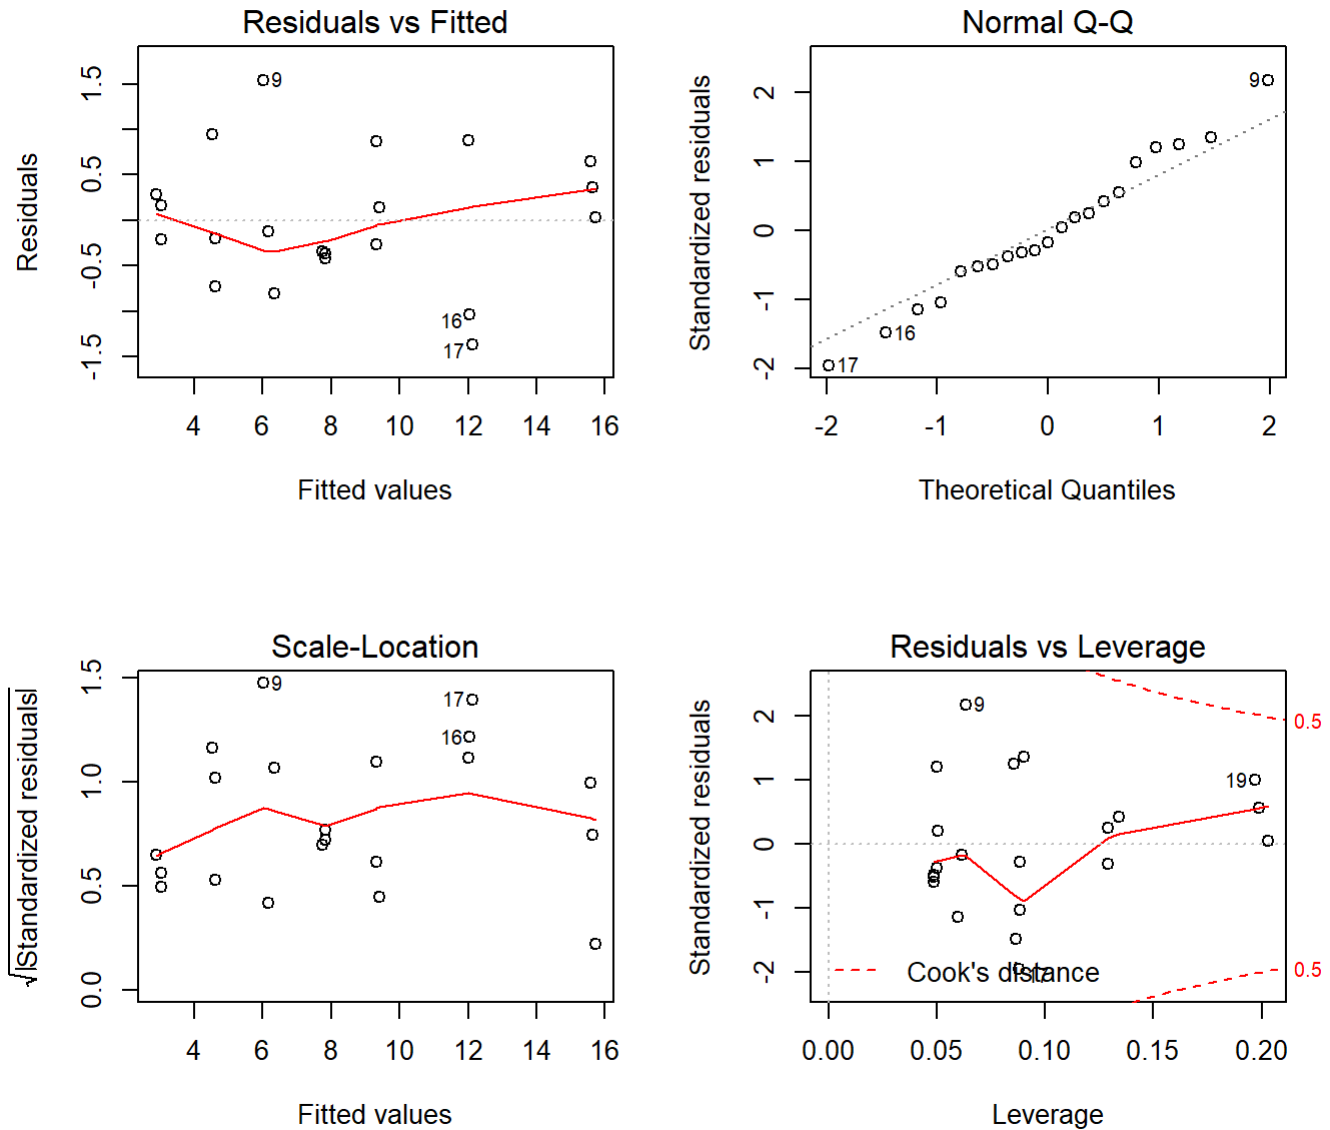 Residuals vs Fitted
Residuals
1.5
0.5
-0.5
-1.5
9
16
17
4 6 8 10 12 14 16
Fitted values
Normal Q-Q
Standardized residuals
2
1
0
-1
-2
9
16
17
-2 -1 0 1 2
Theoretical Quantiles
Scale-Location
√|Standardized residuals|
1.5
1.0
0.5
0.0
9
17
16
4 6 8 10 12 14 16
Fitted values
Residuals vs Leverage
Standardized residuals
2
1
0
-1
-2
9
0.5
19
17
Cook's distance
0.5
0.00 0.05 0.10 0.15 0.20
Leverage